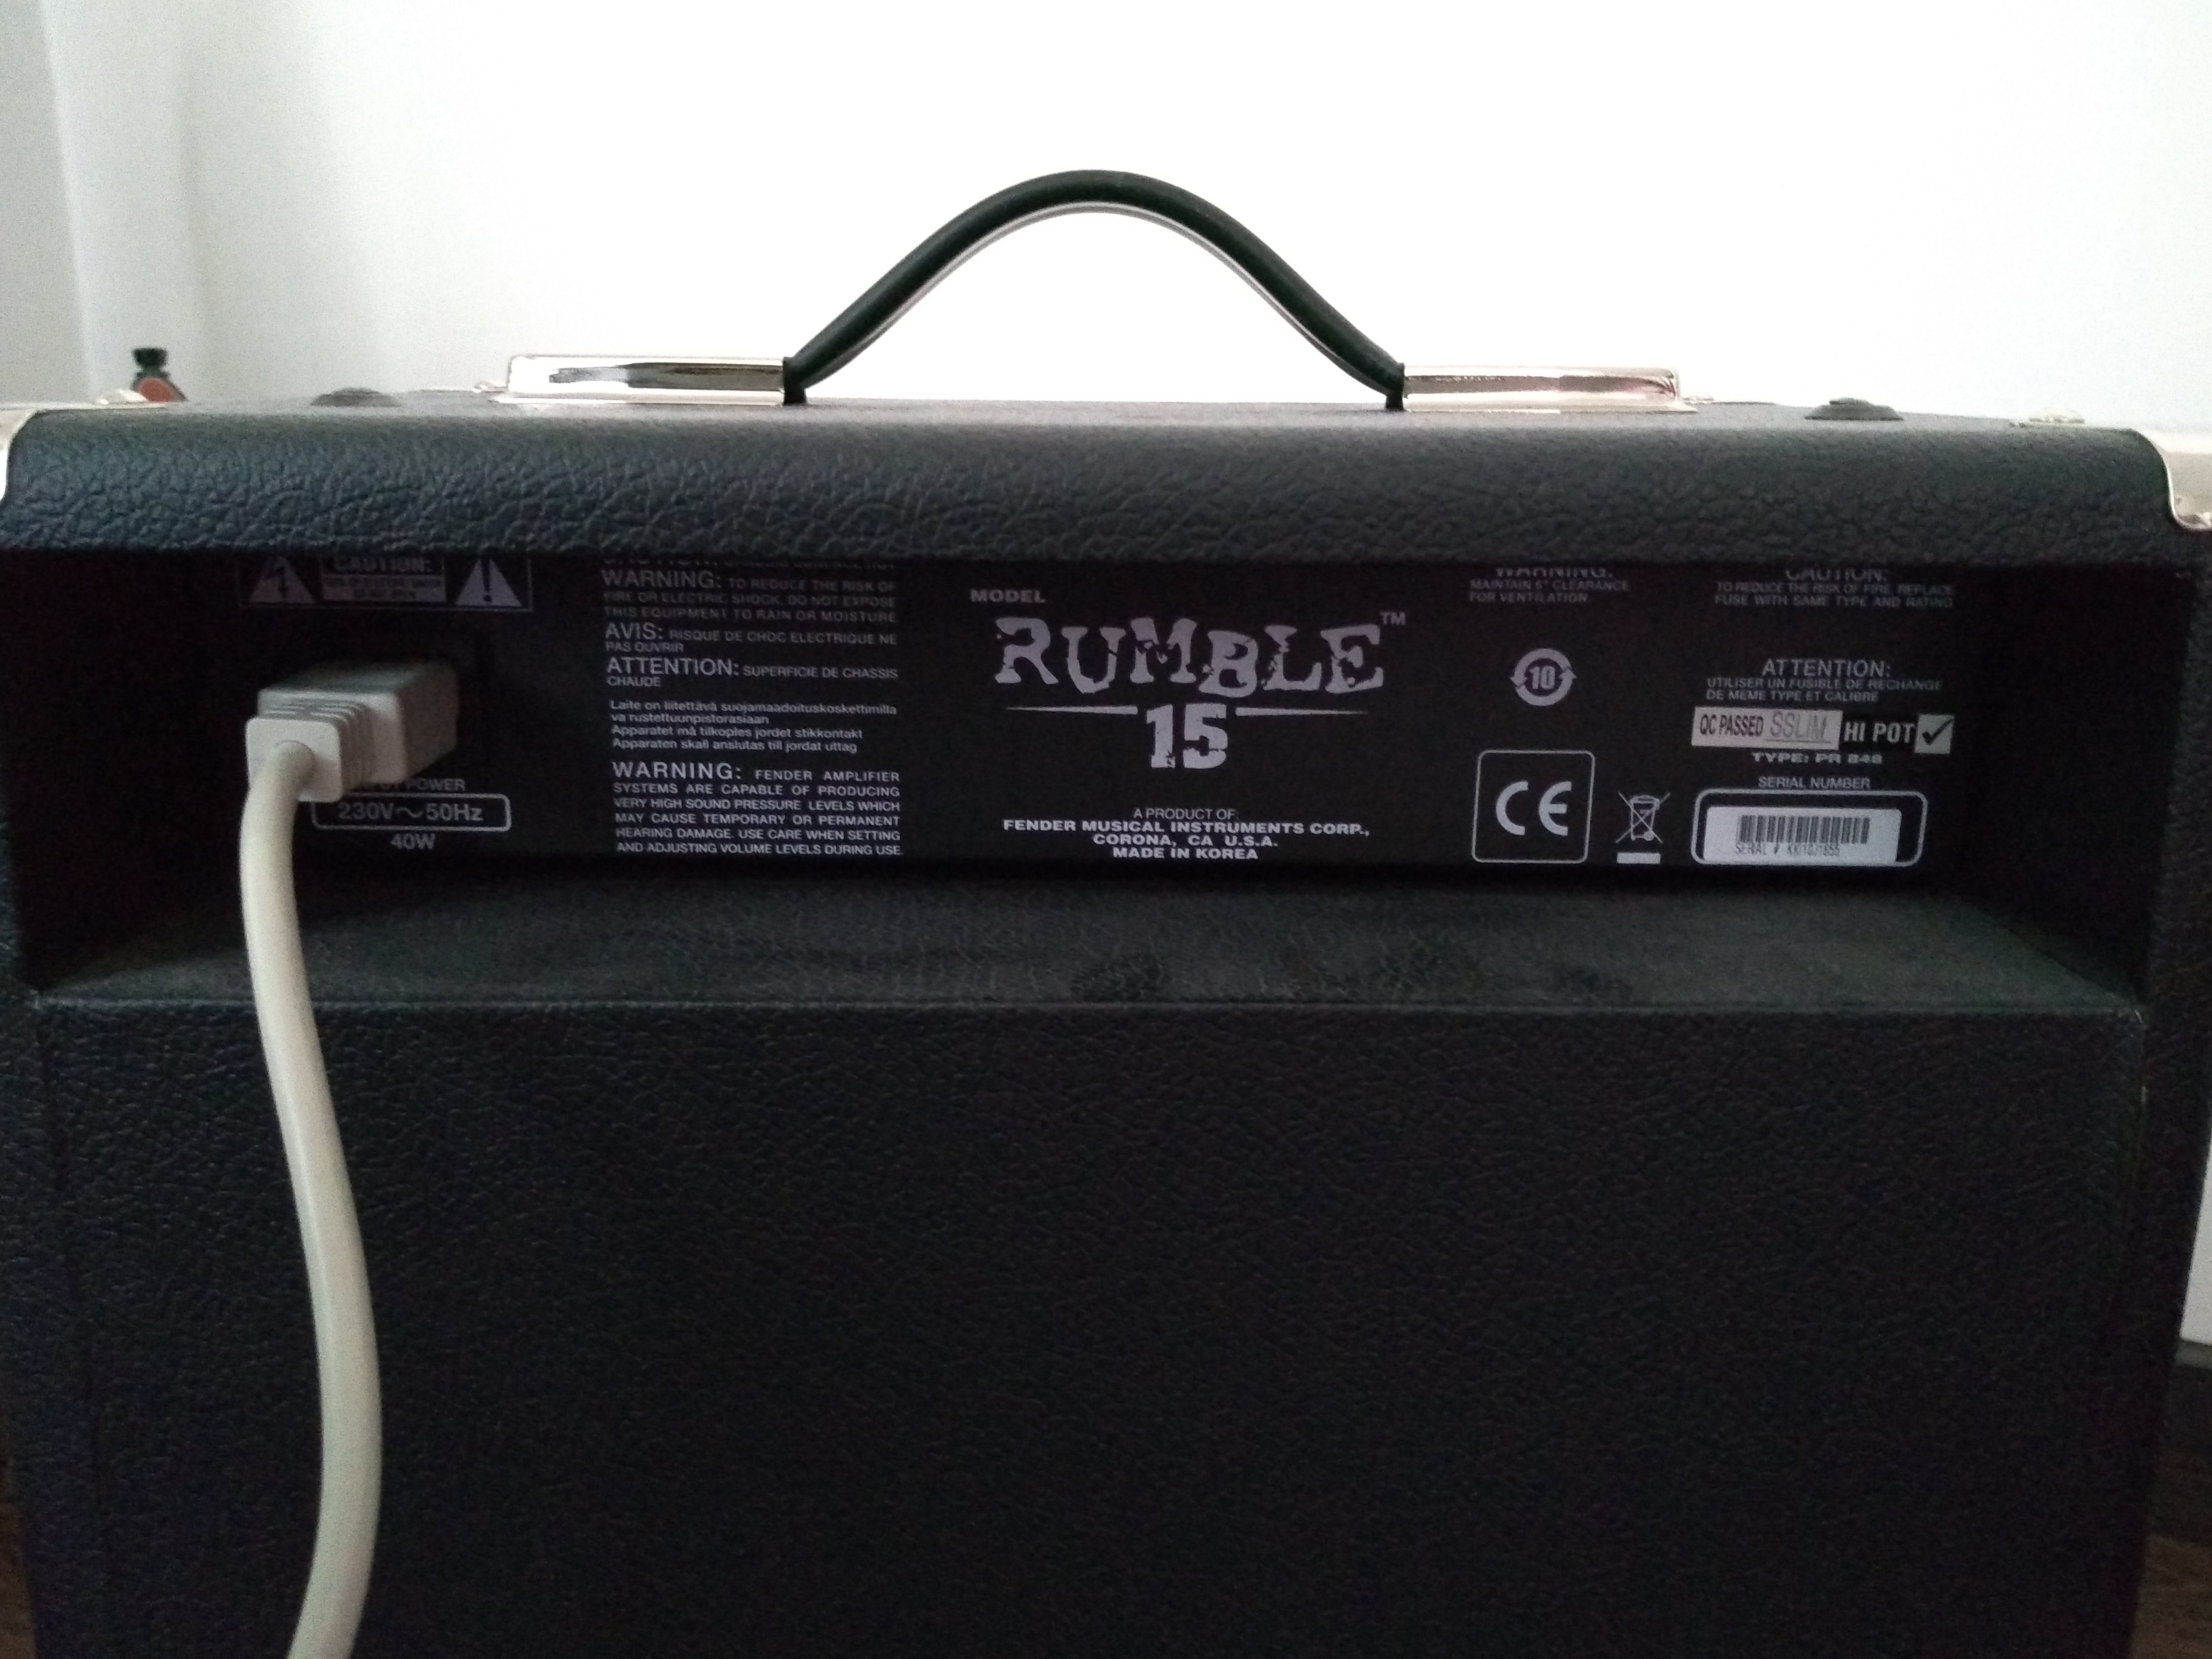 CAUTION:
WARNING: TO REDUCE THE RISK OF
FIRE OR ELECTRIC SHOCK, DO NOT EXPOSE
THIS EQUIPMENT TO RAIN OR MOISTURE
AVIS: RISQUE DE CHOC ELECTRIQUE NE
PAS OUVRIR
ATTENTION: SUPERFICIE DE CHASSIS
CHAUDE
Laite on liitettävä suojamaadoituskoskettimilla
va rustettuunpistorasiaan
Apparatet må tilkoples jordet stikkontakt
Apparaten skall anslutas till jordat uttag
WARNING: FENDER AMPLIFIER
SYSTEMS ARE CAPABLE OF PRODUCING
VERY HIGH SOUND PRESSURE LEVELS WHICH
MAY CAUSE TEMPORARY OR PERMANENT
HEARING DAMAGE. USE CARE WHEN SETTING
AND ADJUSTING VOLUME LEVELS DURING USE.
POWER
230V~50Hz
40W
MODEL
RUMBLE™
15
A PRODUCT OF:
FENDER MUSICAL INSTRUMENTS CORP.,
CORONA, CA U.S.A.
MADE IN KOREA
WARNING:
MAINTAIN 6" CLEARANCE
FOR VENTILATION
10
CE
CAUTION:
TO REDUCE THE RISK OF FIRE, REPLACE
FUSE WITH SAME TYPE AND RATING
ATTENTION:
UTILISER UN FUSIBLE DE RECHANGE
DE MEME TYPE ET CALIBRE
QC PASSED SSLIM HI POT
TYPE: PR 848
SERIAL NUMBER
SERIAL #